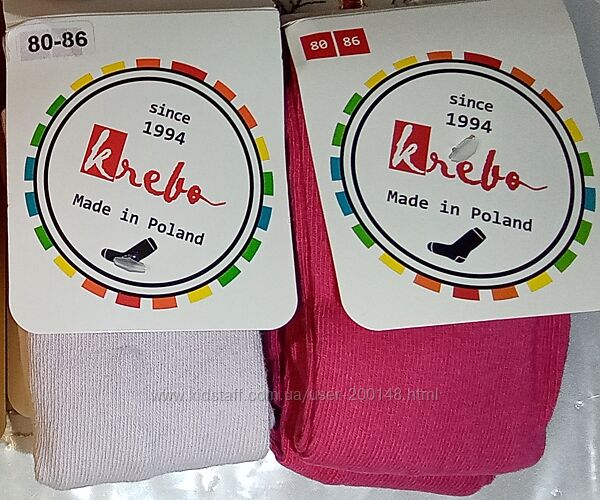 80-86
since
1994
krebo
Made in Poland
80 86
since
1994
krebo
Made in Poland
www.kidstaff.com.ua/user-200148.html